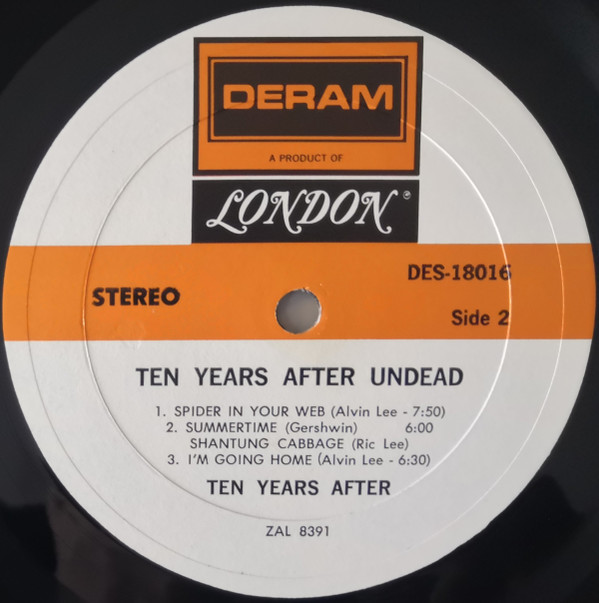 DERAM
A PRODUCT OF
LONDON®
DES-18016
STEREO
Side 2
TEN YEARS AFTER UNDEAD
1. SPIDER IN YOUR WEB (Alvin Lee - 7:50)
2. SUMMERTIME (Gershwin) 6:00
SHANTUNG CABBAGE (Ric Lee)
3. I'M GOING HOME (Alvin Lee - 6:30)
TEN YEARS AFTER
ZAL 8391